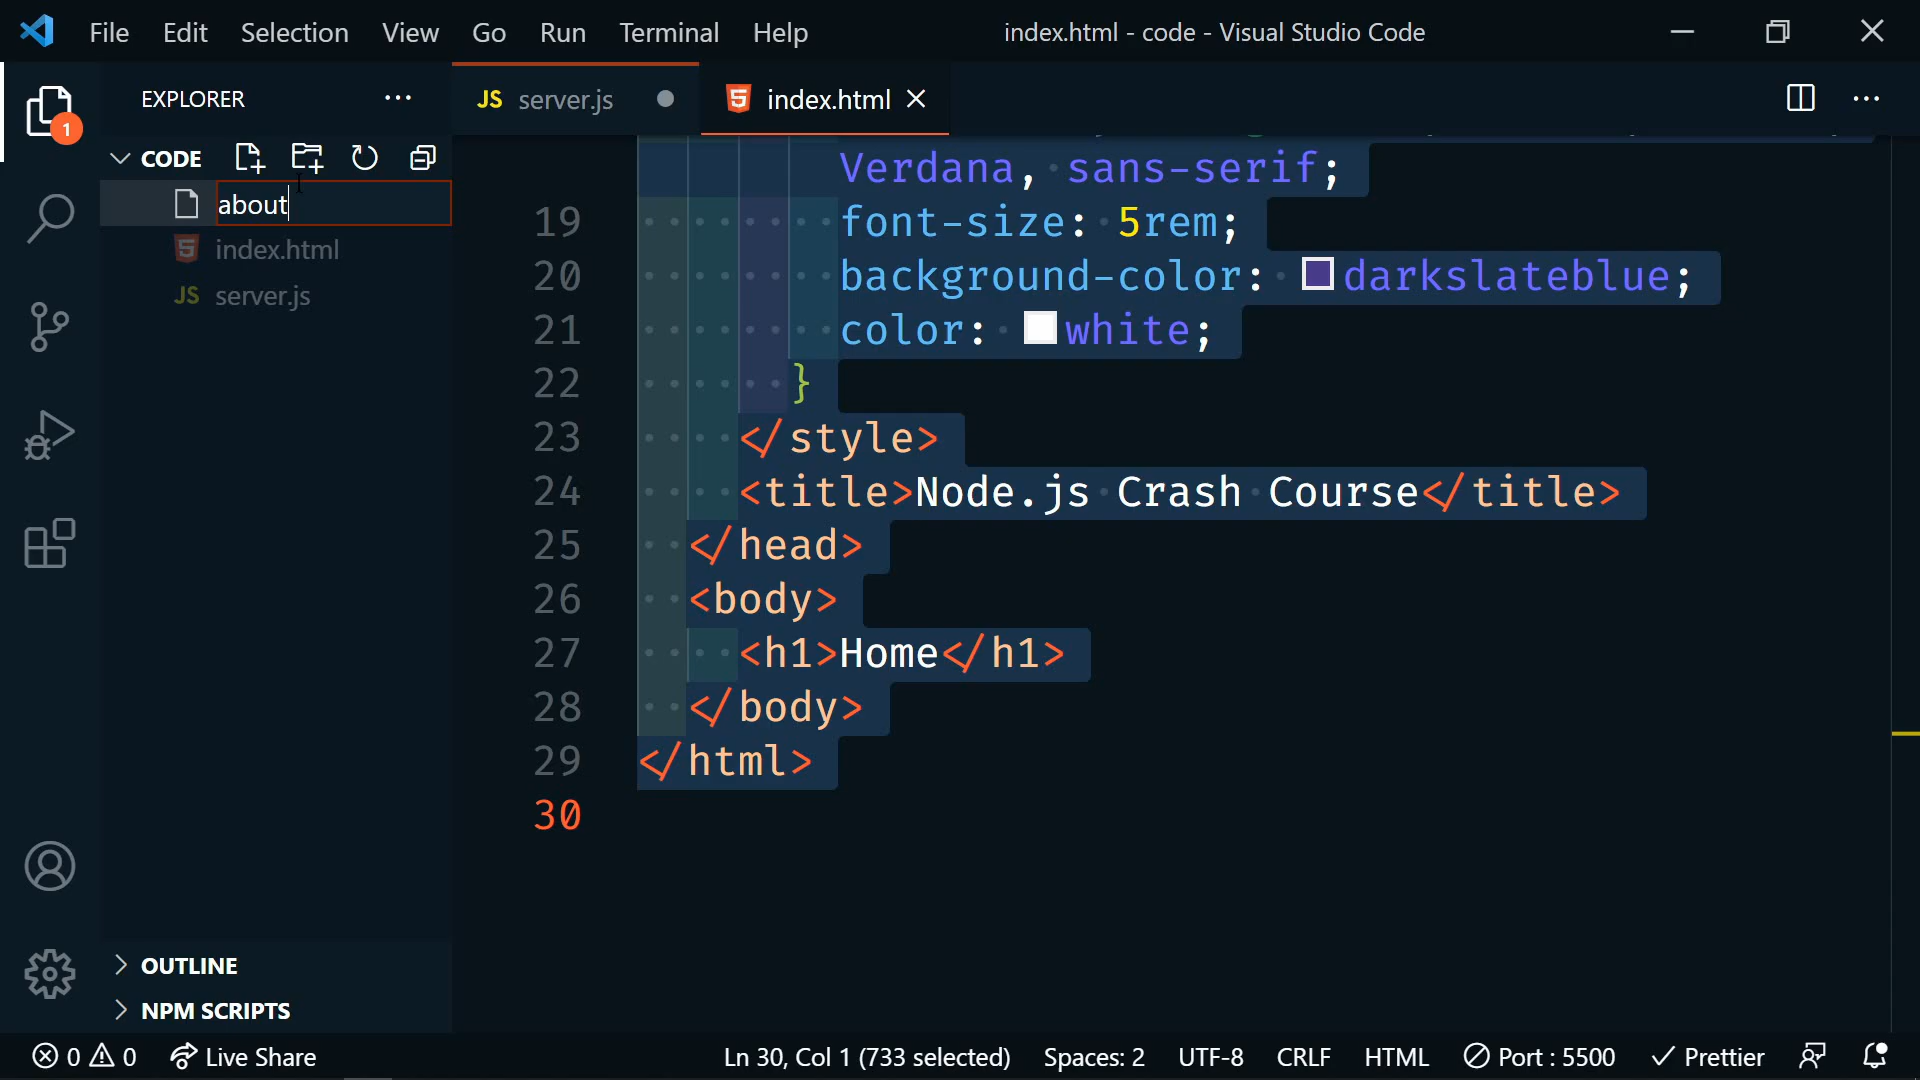 File Edit Selection View Go Run Terminal Help index.html - code - Visual Studio Code
EXPLORER
JS server.js
index.html
1
CODE
about
index.html
JS server.js
Verdana, sans-serif;
19 font-size: 5rem;
20 background-color: darkslateblue;
21 color: white;
22 }
23 </style>
24 <title>Node.js Crash Course</title>
25 </head>
26 <body>
27 <h1>Home</h1>
28 </body>
29 </html>
30
OUTLINE
NPM SCRIPTS
0 0 Live Share Ln 30, Col 1 (733 selected) Spaces: 2 UTF-8 CRLF HTML Port : 5500 Prettier